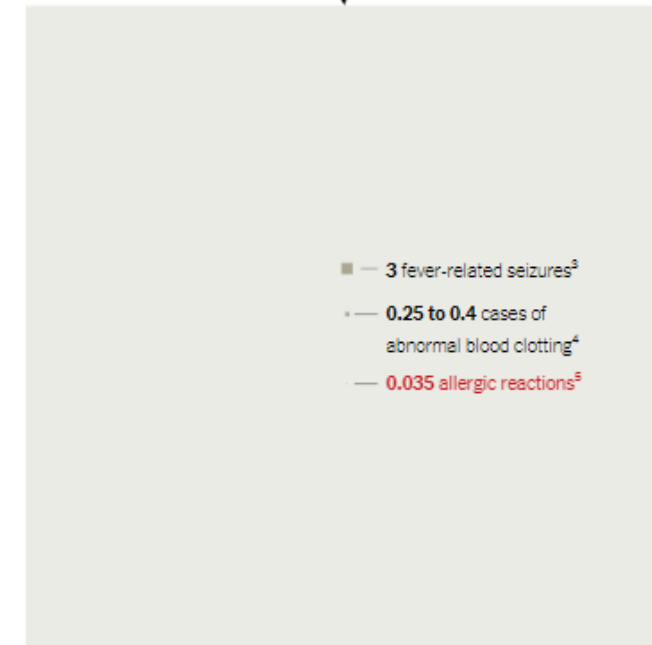 3 fever-related seizures³
0.25 to 0.4 cases of
abnormal blood clotting⁴
0.035 allergic reactions⁵